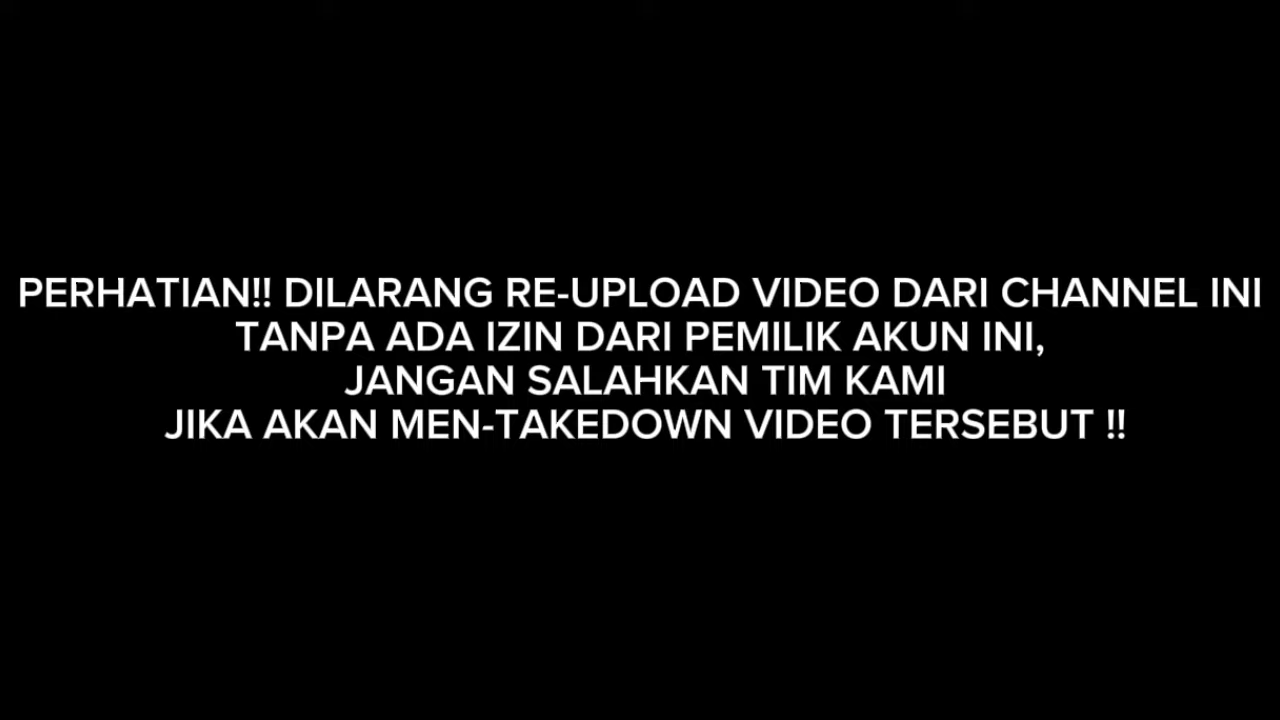 PERHATIAN!! DILARANG RE-UPLOAD VIDEO DARI CHANNEL INI
TANPA ADA IZIN DARI PEMILIK AKUN INI,
JANGAN SALAHKAN TIM KAMI
JIKA AKAN MEN-TAKEDOWN VIDEO TERSEBUT !!